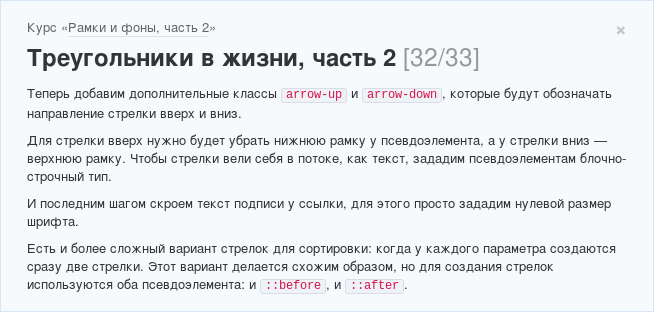 Курс «Рамки и фоны, часть 2»
×
Треугольники в жизни, часть 2 [32/33]
Теперь добавим дополнительные классы arrow-up и arrow-down, которые будут обозначать
направление стрелки вверх и вниз.
Для стрелки вверх нужно будет убрать нижнюю рамку у псевдоэлемента, а у стрелки вниз —
верхнюю рамку. Чтобы стрелки вели себя в потоке, как текст, зададим псевдоэлементам блочно-
строчный тип.
И последним шагом скроем текст подписи у ссылки, для этого просто зададим нулевой размер
шрифта.
Есть и более сложный вариант стрелок для сортировки: когда у каждого параметра создаются
сразу две стрелки. Этот вариант делается схожим образом, но для создания стрелок
используются оба псевдоэлемента: и ::before, и ::after.